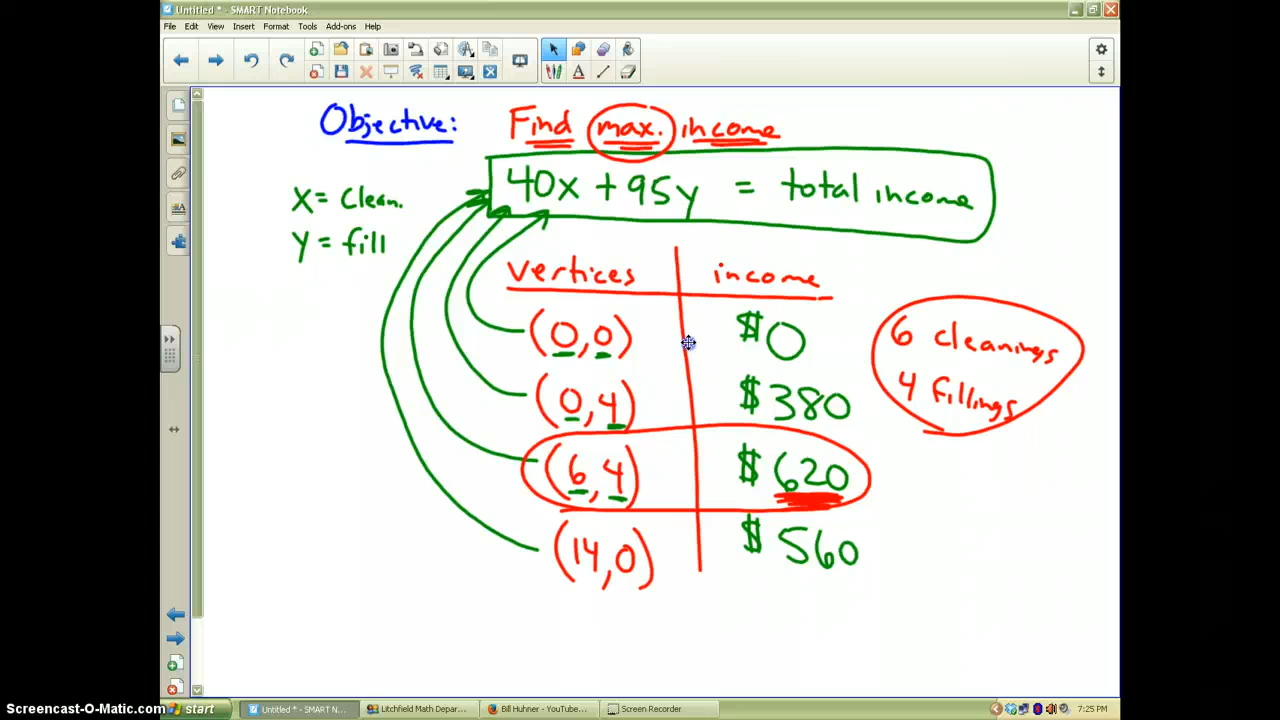 Untitled * - SMART Notebook
File Edit View Insert Format Tools Add-ons Help
Objective: Find max. income
40x + 95y = total income
X = Clean.
Y = fill
vertices income
(0,0) $0
(0,4) $380
(6,4) $620
(14,0) $560
6 cleanings
4 fillings
Screencast-O-Matic.com
start Untitled * - SMART N... Litchfield Math Depar... Bill Huhner - YouTube... Screen Recorder 7:25 PM